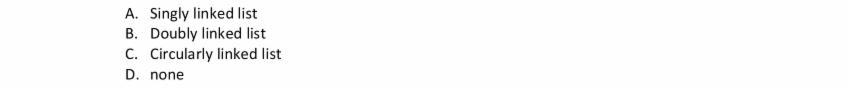 A. Singly linked list
B. Doubly linked list
C. Circularly linked list
D. none